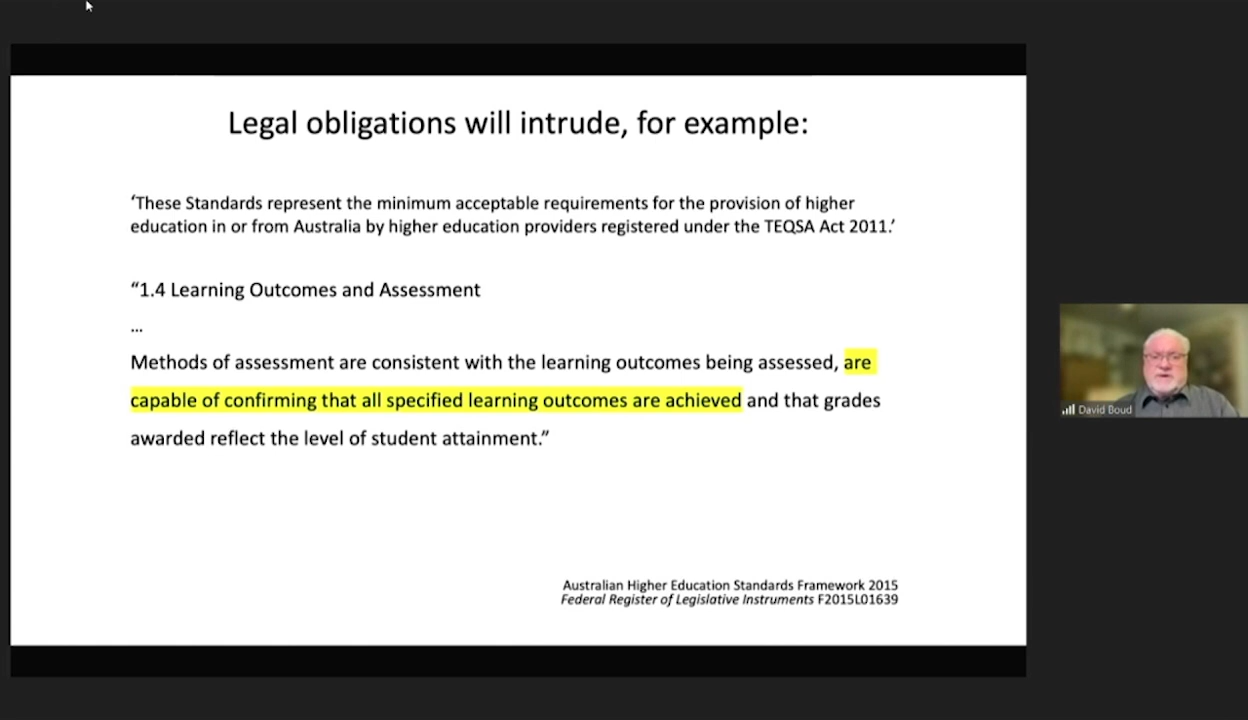 Legal obligations will intrude, for example:
‘These Standards represent the minimum acceptable requirements for the provision of higher
education in or from Australia by higher education providers registered under the TEQSA Act 2011.’
“1.4 Learning Outcomes and Assessment
...
Methods of assessment are consistent with the learning outcomes being assessed, are
capable of confirming that all specified learning outcomes are achieved and that grades
awarded reflect the level of student attainment.”
Australian Higher Education Standards Framework 2015
Federal Register of Legislative Instruments F2015L01639
David Boud